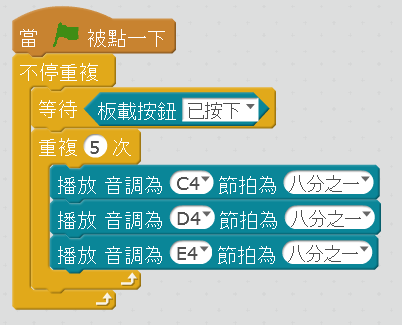 當 被點一下
不停重複
等待 板載按鈕 已按下
重複 5 次
播放 音調為 C4 節拍為 八分之一
播放 音調為 D4 節拍為 八分之一
播放 音調為 E4 節拍為 八分之一